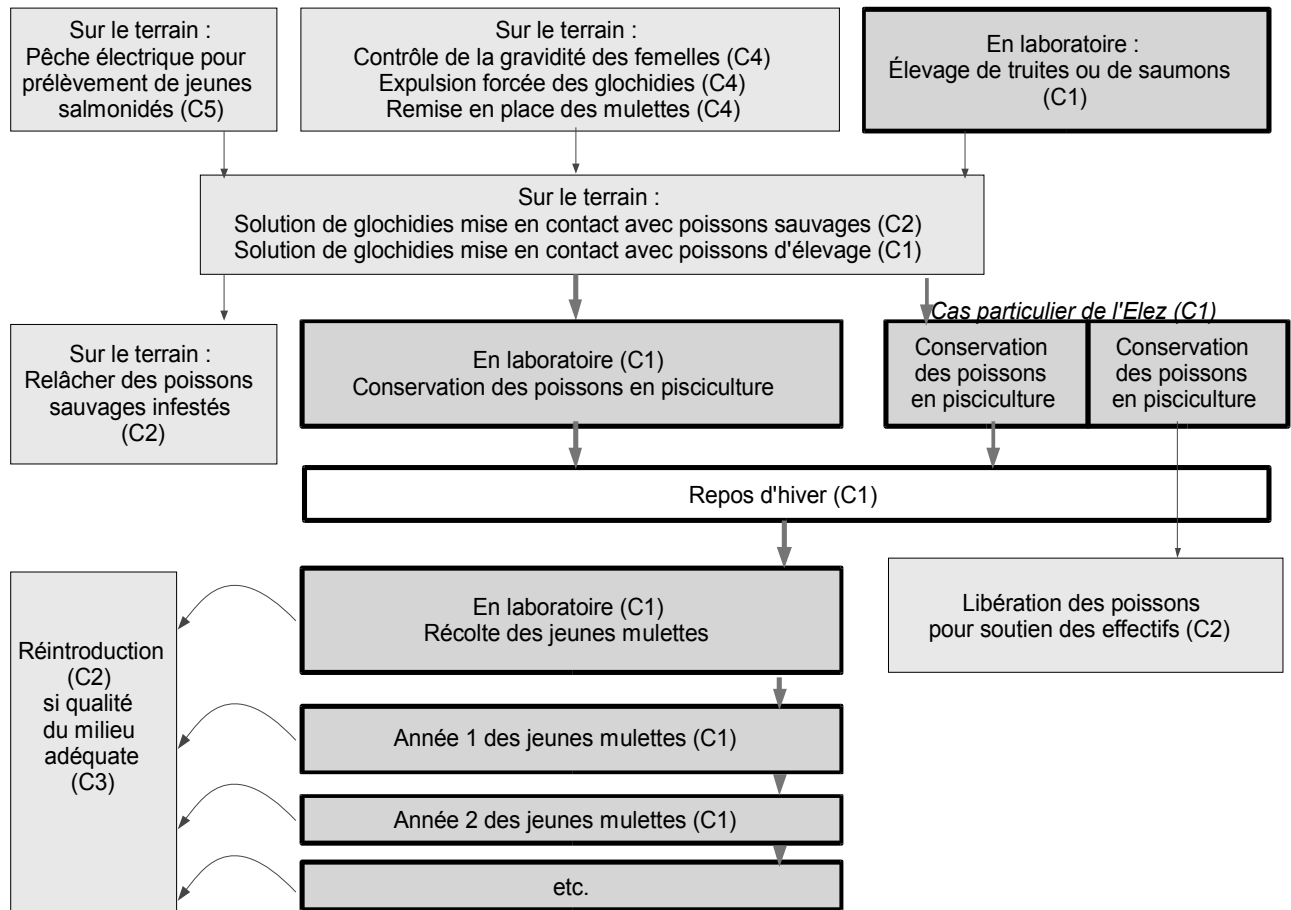 Sur le terrain :
Pêche électrique pour
prélèvement de jeunes
salmonidés (C5)
Sur le terrain :
Contrôle de la gravidité des femelles (C4)
Expulsion forcée des glochidies (C4)
Remise en place des mulettes (C4)
En laboratoire :
Élevage de truites ou de saumons
(C1)
Sur le terrain :
Solution de glochidies mise en contact avec poissons sauvages (C2)
Solution de glochidies mise en contact avec poissons d'élevage (C1)
Sur le terrain :
Relâcher des poissons
sauvages infestés
(C2)
En laboratoire (C1)
Conservation des poissons en pisciculture
Cas particulier de l'Elez (C1)
Conservation
des poissons
en pisciculture
Conservation
des poissons
en pisciculture
Repos d'hiver (C1)
Réintroduction
(C2)
si qualité
du milieu
adéquate
(C3)
En laboratoire (C1)
Récolte des jeunes mulettes
Libération des poissons
pour soutien des effectifs (C2)
Année 1 des jeunes mulettes (C1)
Année 2 des jeunes mulettes (C1)
etc.